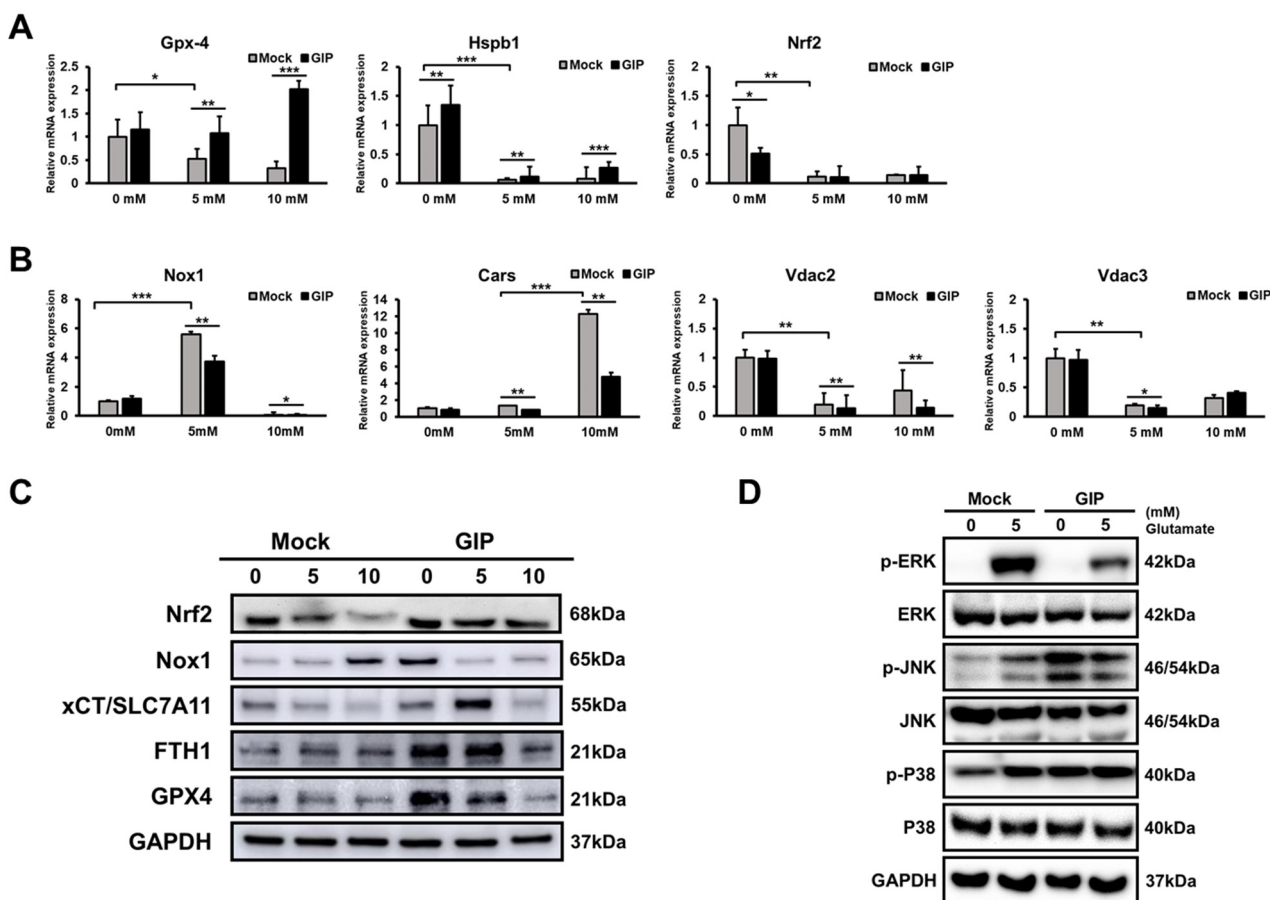 A
Gpx-4
Mock GIP
Relative mRNA expression
2.5
2
1.5
1
0.5
0
*
**
***
0 mM 5 mM 10 mM
Hspb1
Mock GIP
Relative mRNA expression
2
1.5
1
0.5
0
***
**
**
***
0 mM 5 mM 10 mM
Nrf2
Mock GIP
Relative mRNA expression
2
1.5
1
0.5
0
**
*
0 mM 5 mM 10 mM
B
Nox1
Mock GIP
Relative mRNA expression
8
6
4
2
0
***
**
*
0mM 5mM 10mM
Cars
Mock GIP
Relative mRNA expression
14
12
10
8
6
4
2
0
***
**
**
0mM 5mM 10mM
Vdac2
Mock GIP
Relative mRNA expression
2
1.5
1
0.5
0
**
**
**
0 mM 5 mM 10 mM
Vdac3
Mock GIP
Relative mRNA expression
2
1.5
1
0.5
0
**
*
0 mM 5 mM 10 mM
C
Mock GIP
0 5 10 0 5 10
Nrf2 68kDa
Nox1 65kDa
xCT/SLC7A11 55kDa
FTH1 21kDa
GPX4 21kDa
GAPDH 37kDa
D
Mock GIP (mM)
0 5 0 5 Glutamate
p-ERK 42kDa
ERK 42kDa
p-JNK 46/54kDa
JNK 46/54kDa
p-P38 40kDa
P38 40kDa
GAPDH 37kDa